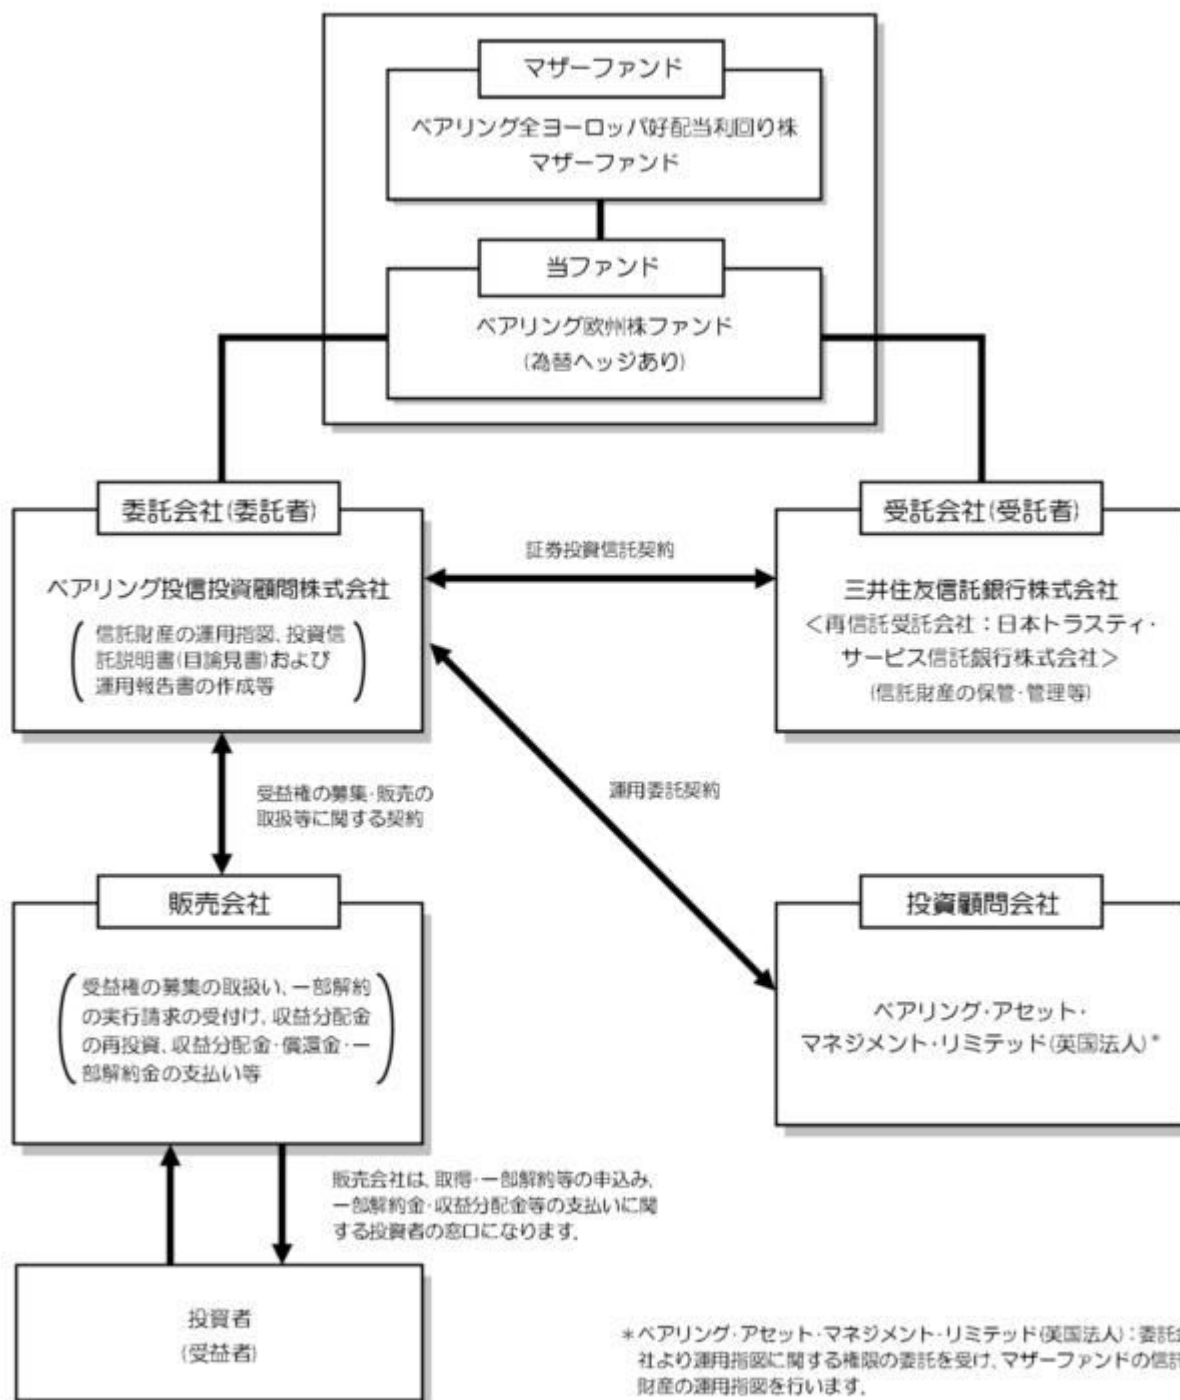 マザーファンド
ベアリング全ヨーロッパ好配当利回り株
マザーファンド
当ファンド
ベアリング欧州株ファンド
(為替ヘッジあり)
委託会社(委託者)
ベアリング投信投資顧問株式会社
信託財産の運用指図、投資信
託説明書(目論見書)および
運用報告書の作成等
証券投資信託契約
受託会社(受託者)
三井住友信託銀行株式会社
<再信託受託会社:日本トラスティ・
サービス信託銀行株式会社>
(信託財産の保管・管理等)
受益権の募集・販売の
取扱等に関する契約
運用委託契約
販売会社
受益権の募集の取扱い、一部解約
の実行請求の受付け、収益分配金
の再投資、収益分配金・償還金・一
部解約金の支払い等
投資顧問会社
ベアリング・アセット・
マネジメント・リミテッド(英国法人)*
販売会社は、取得・一部解約等の申込み、
一部解約金・収益分配金等の支払いに関
する投資者の窓口になります。
投資者
(受益者)
*ベアリング・アセット・マネジメント・リミテッド(英国法人):委託会
社より運用指図に関する権限の委託を受け、マザーファンドの信託
財産の運用指図を行います。